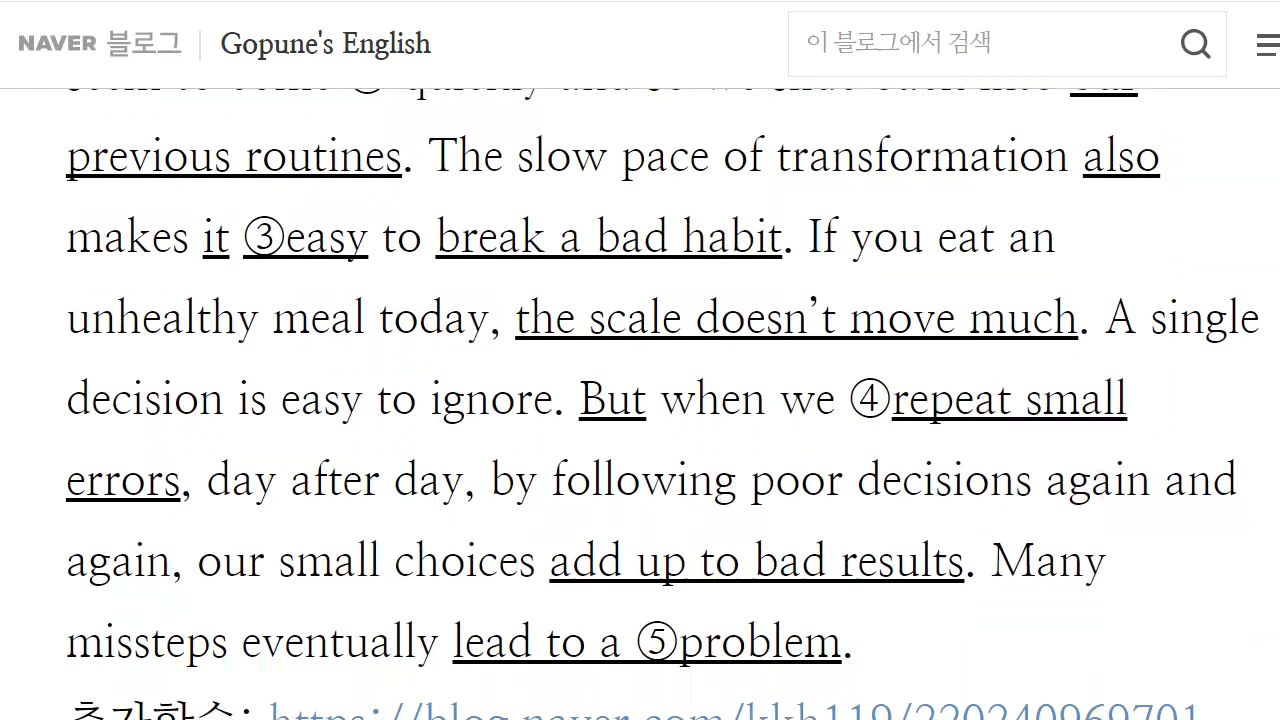 NAVER 블로그 Gopune's English 이 블로그에서 검색
previous routines. The slow pace of transformation also
makes it ③easy to break a bad habit. If you eat an
unhealthy meal today, the scale doesn’t move much. A single
decision is easy to ignore. But when we ④repeat small
errors, day after day, by following poor decisions again and
again, our small choices add up to bad results. Many
missteps eventually lead to a ⑤problem.